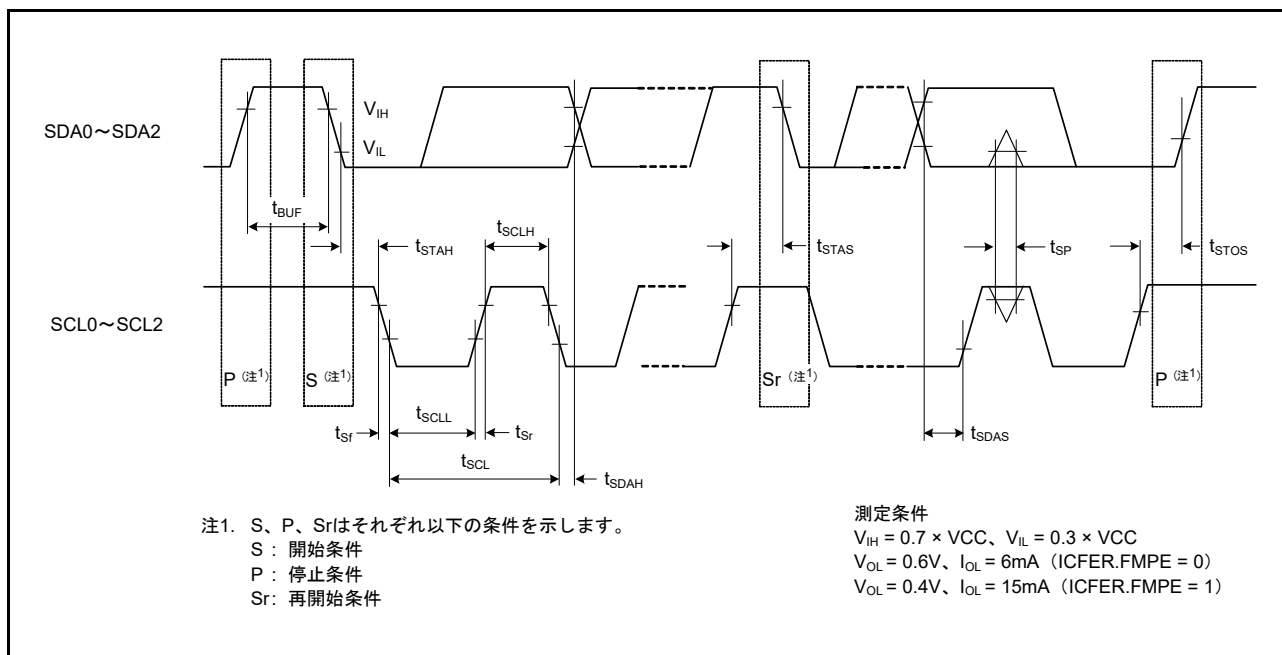 SDA0～SDA2
V_IH
V_IL
t_BUF
t_STAH
t_SCLH
t_STAS
t_SP
t_STOS
SCL0～SCL2
P (注1)
S (注1)
Sr (注1)
P (注1)
t_Sf
t_SCLL
t_Sr
t_SCL
t_SDAH
t_SDAS
注1. S、P、Srはそれぞれ以下の条件を示します。
S : 開始条件
P : 停止条件
Sr: 再開始条件
測定条件
V_IH = 0.7 × VCC、V_IL = 0.3 × VCC
V_OL = 0.6V、I_OL = 6mA（ICFER.FMPE = 0）
V_OL = 0.4V、I_OL = 15mA（ICFER.FMPE = 1）